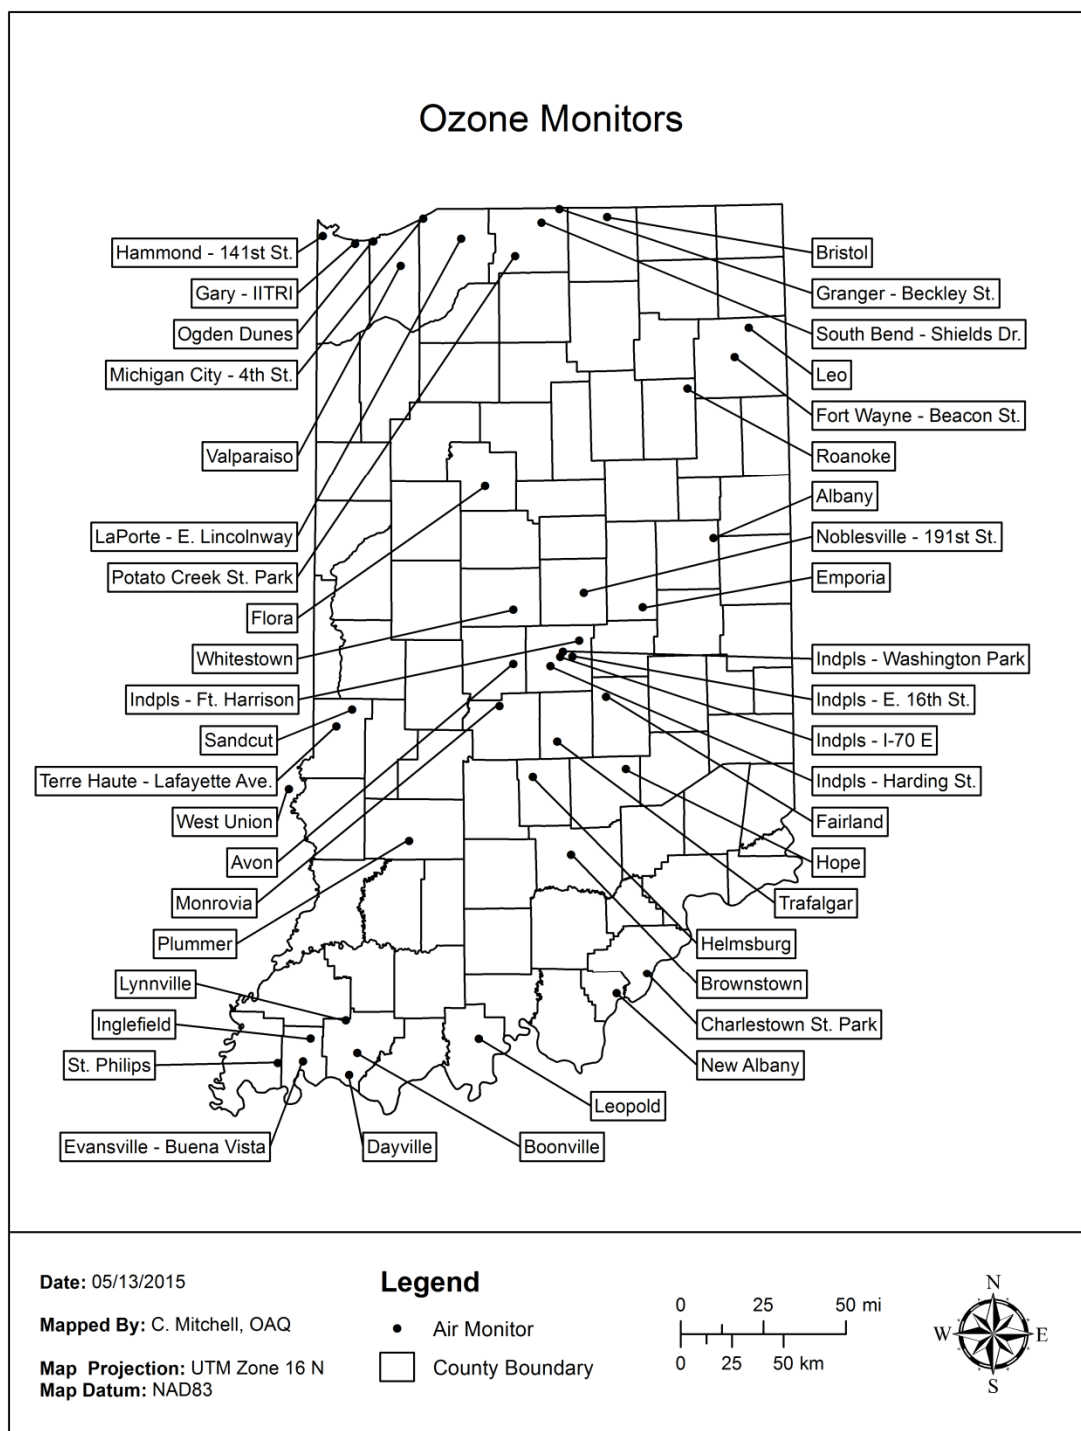 Ozone Monitors
Hammond - 141st St.
Gary - IITRI
Ogden Dunes
Michigan City - 4th St.
Valparaiso
LaPorte - E. Lincolnway
Potato Creek St. Park
Flora
Whitestown
Indpls - Ft. Harrison
Sandcut
Terre Haute - Lafayette Ave.
West Union
Avon
Monrovia
Plummer
Lynnville
Inglefield
St. Philips
Evansville - Buena Vista
Dayville
Boonville
Leopold
Bristol
Granger - Beckley St.
South Bend - Shields Dr.
Leo
Fort Wayne - Beacon St.
Roanoke
Albany
Noblesville - 191st St.
Emporia
Indpls - Washington Park
Indpls - E. 16th St.
Indpls - I-70 E
Indpls - Harding St.
Fairland
Hope
Trafalgar
Helmsburg
Brownstown
Charlestown St. Park
New Albany
Date: 05/13/2015
Mapped By: C. Mitchell, OAQ
Map Projection: UTM Zone 16 N
Map Datum: NAD83
Legend
Air Monitor
County Boundary
0 25 50 mi
0 25 50 km
N
W E
S